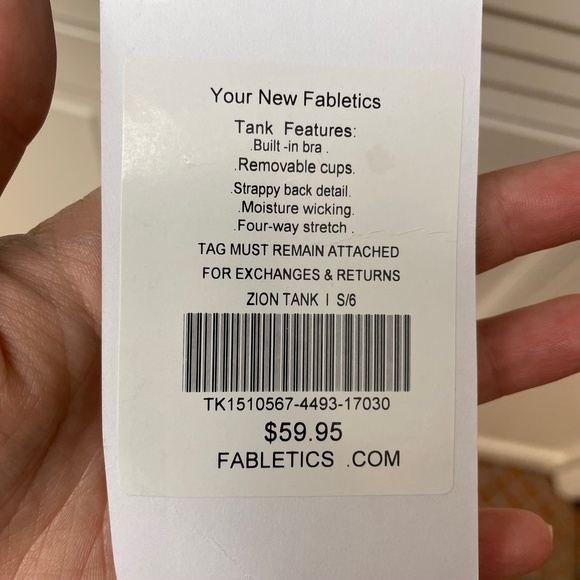 Your New Fabletics
Tank Features:
.Built -in bra .
.Removable cups.
.Strappy back detail.
.Moisture wicking.
.Four-way stretch .
TAG MUST REMAIN ATTACHED
FOR EXCHANGES & RETURNS
ZION TANK I S/6
TK1510567-4493-17030
$59.95
FABLETICS .COM